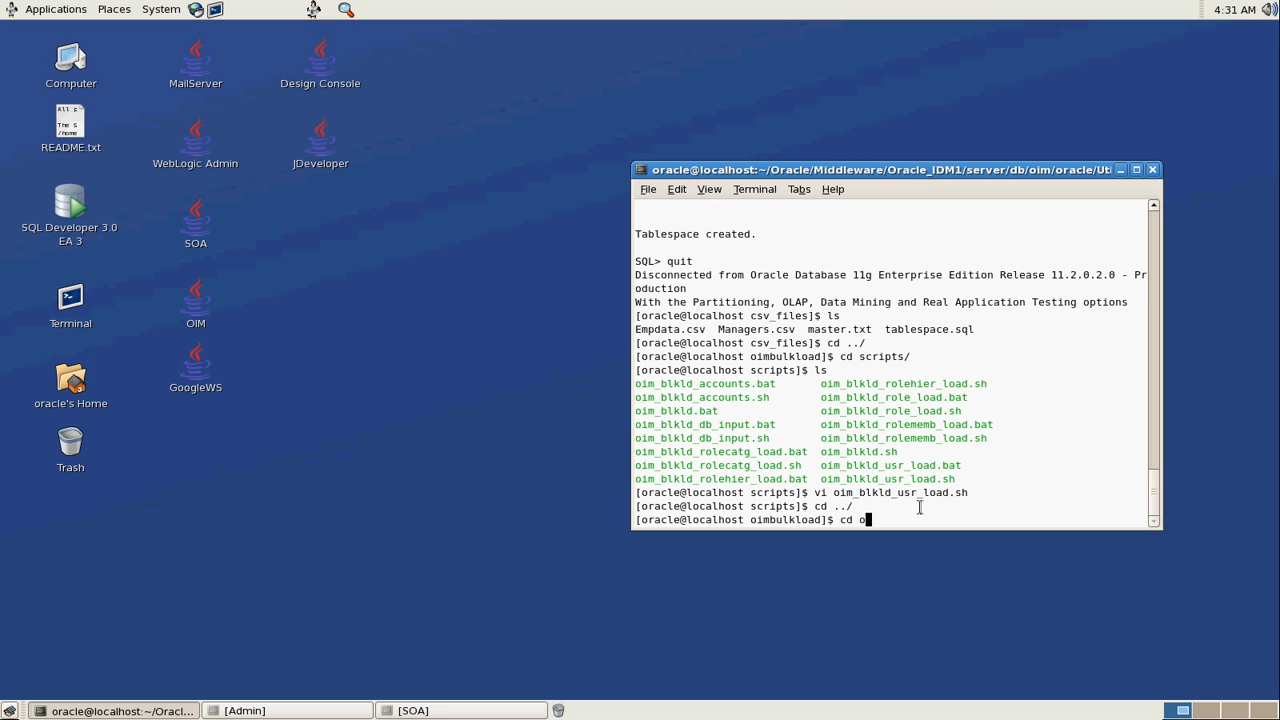 Applications Places System
4:31 AM
Computer
MailServer
Design Console
All
The S
/home
README.txt
WebLogic Admin
JDeveloper
SQL Developer 3.0
EA 3
SOA
Terminal
OIM
oracle's Home
GoogleWS
Trash
oracle@localhost:~/Oracle/Middleware/Oracle_IDM1/server/db/oim/oracle/Uti
File Edit View Terminal Tabs Help
Tablespace created.
SQL> quit
Disconnected from Oracle Database 11g Enterprise Edition Release 11.2.0.2.0 - Pr
oduction
With the Partitioning, OLAP, Data Mining and Real Application Testing options
[oracle@localhost csv_files]$ ls
Empdata.csv Managers.csv master.txt tablespace.sql
[oracle@localhost csv_files]$ cd ../
[oracle@localhost oimbulkload]$ cd scripts/
[oracle@localhost scripts]$ ls
oim_blkld_accounts.bat oim_blkld_rolehier_load.sh
oim_blkld_accounts.sh oim_blkld_role_load.bat
oim_blkld.bat oim_blkld_role_load.sh
oim_blkld_db_input.bat oim_blkld_rolememb_load.bat
oim_blkld_db_input.sh oim_blkld_rolememb_load.sh
oim_blkld_rolecatg_load.bat oim_blkld.sh
oim_blkld_rolecatg_load.sh oim_blkld_usr_load.bat
oim_blkld_rolehier_load.bat oim_blkld_usr_load.sh
[oracle@localhost scripts]$ vi oim_blkld_usr_load.sh
[oracle@localhost scripts]$ cd ../
[oracle@localhost oimbulkload]$ cd o
oracle@localhost:~/Oracl...
[Admin]
[SOA]